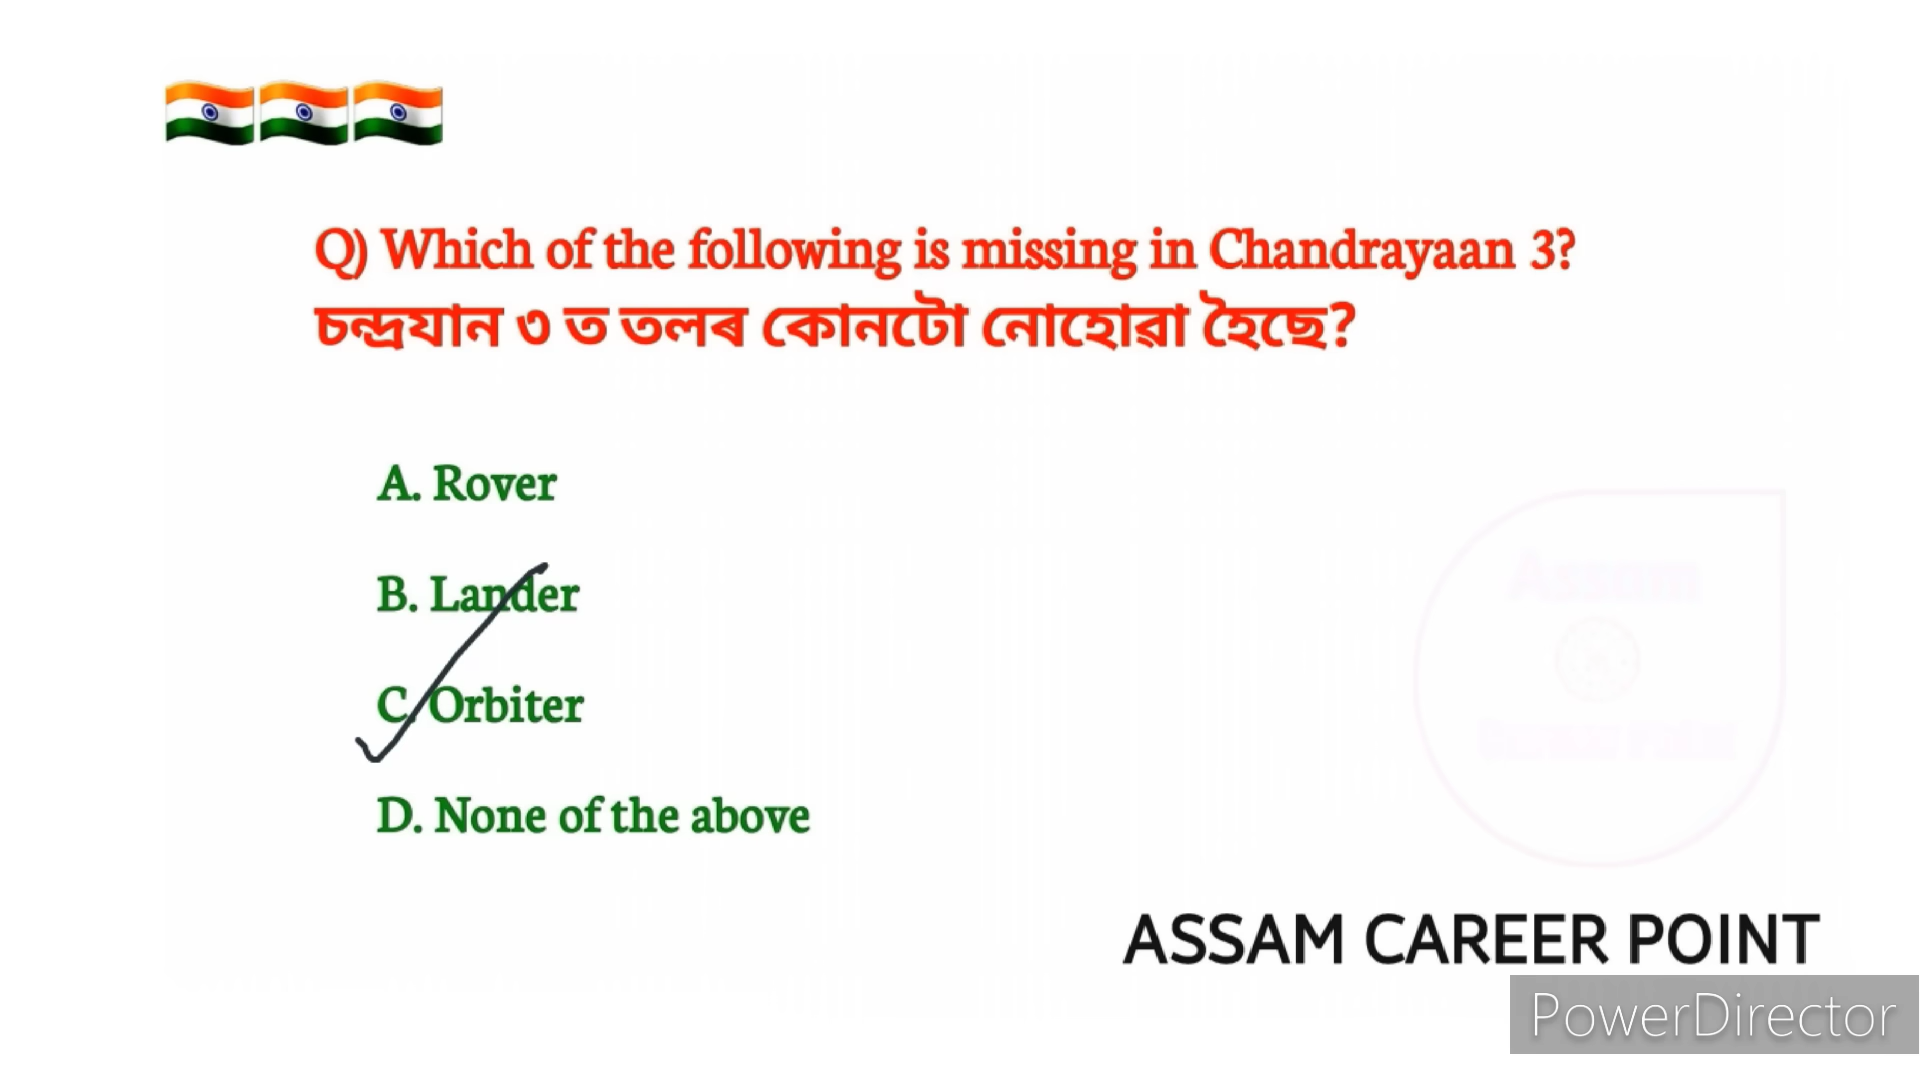 Q) Which of the following is missing in Chandrayaan 3?
চন্দ্ৰযান ৩ ত তলৰ কোনটো নোহোৱা হৈছে?
A. Rover
B. Lander
C. Orbiter
D. None of the above
Assam
ASSAM CAREER POINT
PowerDirector